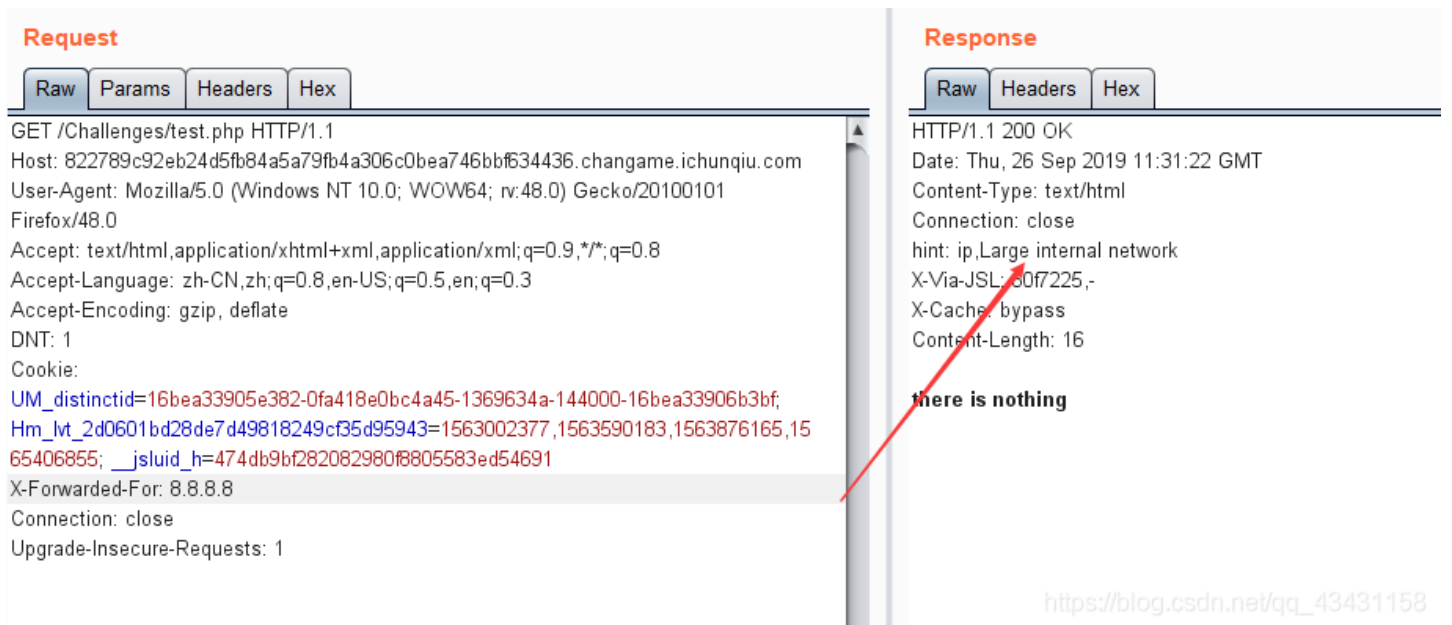 Request
Raw Params Headers Hex
GET /Challenges/test.php HTTP/1.1
Host: 822789c92eb24d5fb84a5a79fb4a306c0bea746bbf634436.changame.ichunqiu.com
User-Agent: Mozilla/5.0 (Windows NT 10.0; WOW64; rv:48.0) Gecko/20100101
Firefox/48.0
Accept: text/html,application/xhtml+xml,application/xml;q=0.9,*/*;q=0.8
Accept-Language: zh-CN,zh;q=0.8,en-US;q=0.5,en;q=0.3
Accept-Encoding: gzip, deflate
DNT: 1
Cookie:
UM_distinctid=16bea33905e382-0fa418e0bc4a45-1369634a-144000-16bea33906b3bf;
Hm_lvt_2d0601bd28de7d49818249cf35d95943=1563002377,1563590183,1563876165,15
65406855; __jsluid_h=474db9bf282082980f8805583ed54691
X-Forwarded-For: 8.8.8.8
Connection: close
Upgrade-Insecure-Requests: 1
Response
Raw Headers Hex
HTTP/1.1 200 OK
Date: Thu, 26 Sep 2019 11:31:22 GMT
Content-Type: text/html
Connection: close
hint: ip,Large internal network
X-Via-JSL: 80f7225,-
X-Cache: bypass
Content-Length: 16
there is nothing
https://blog.csdn.net/qq_43431158